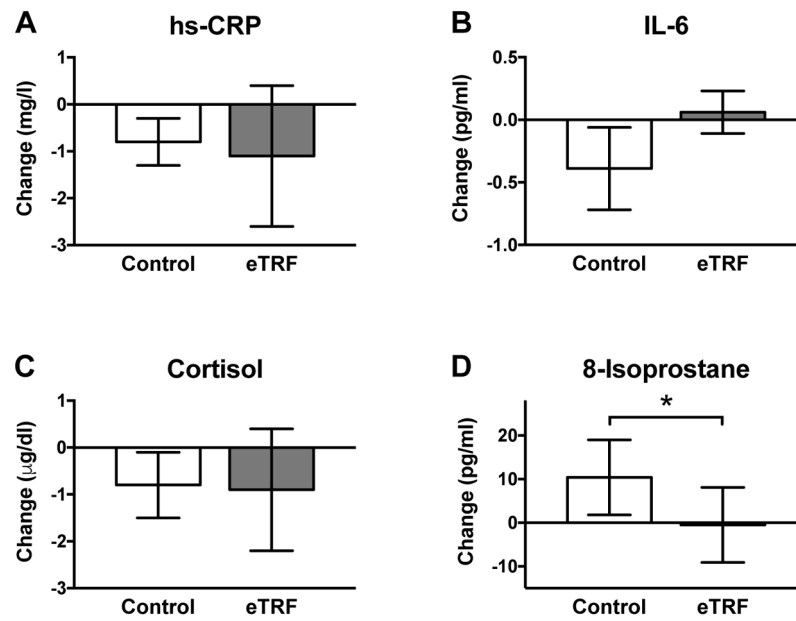 A
hs-CRP
Change (mg/l)
1
0
-1
-2
-3
Control eTRF
B
IL-6
Change (pg/ml)
0.5
0.0
-0.5
-1.0
Control eTRF
C
Cortisol
Change (µg/dl)
1
0
-1
-2
-3
Control eTRF
D
8-Isoprostane
*
Change (pg/ml)
20
10
0
-10
Control eTRF